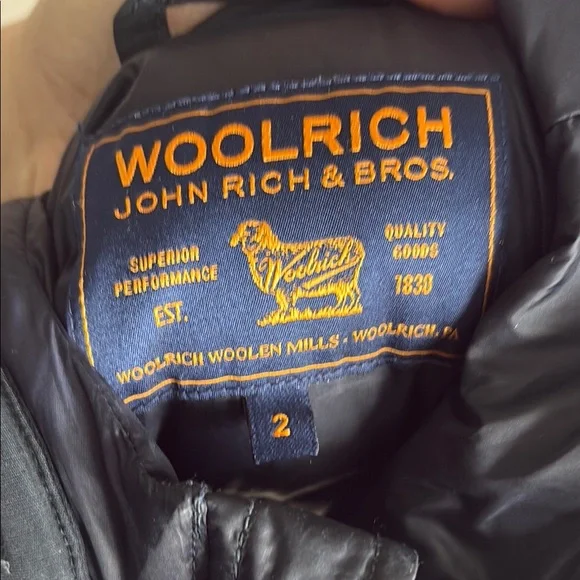 WOOLRICH
JOHN RICH & BROS.
SUPERIOR
PERFORMANCE
EST.
Woolrich
QUALITY
GOODS
1830
WOOLRICH WOOLEN MILLS · WOOLRICH, PA
2